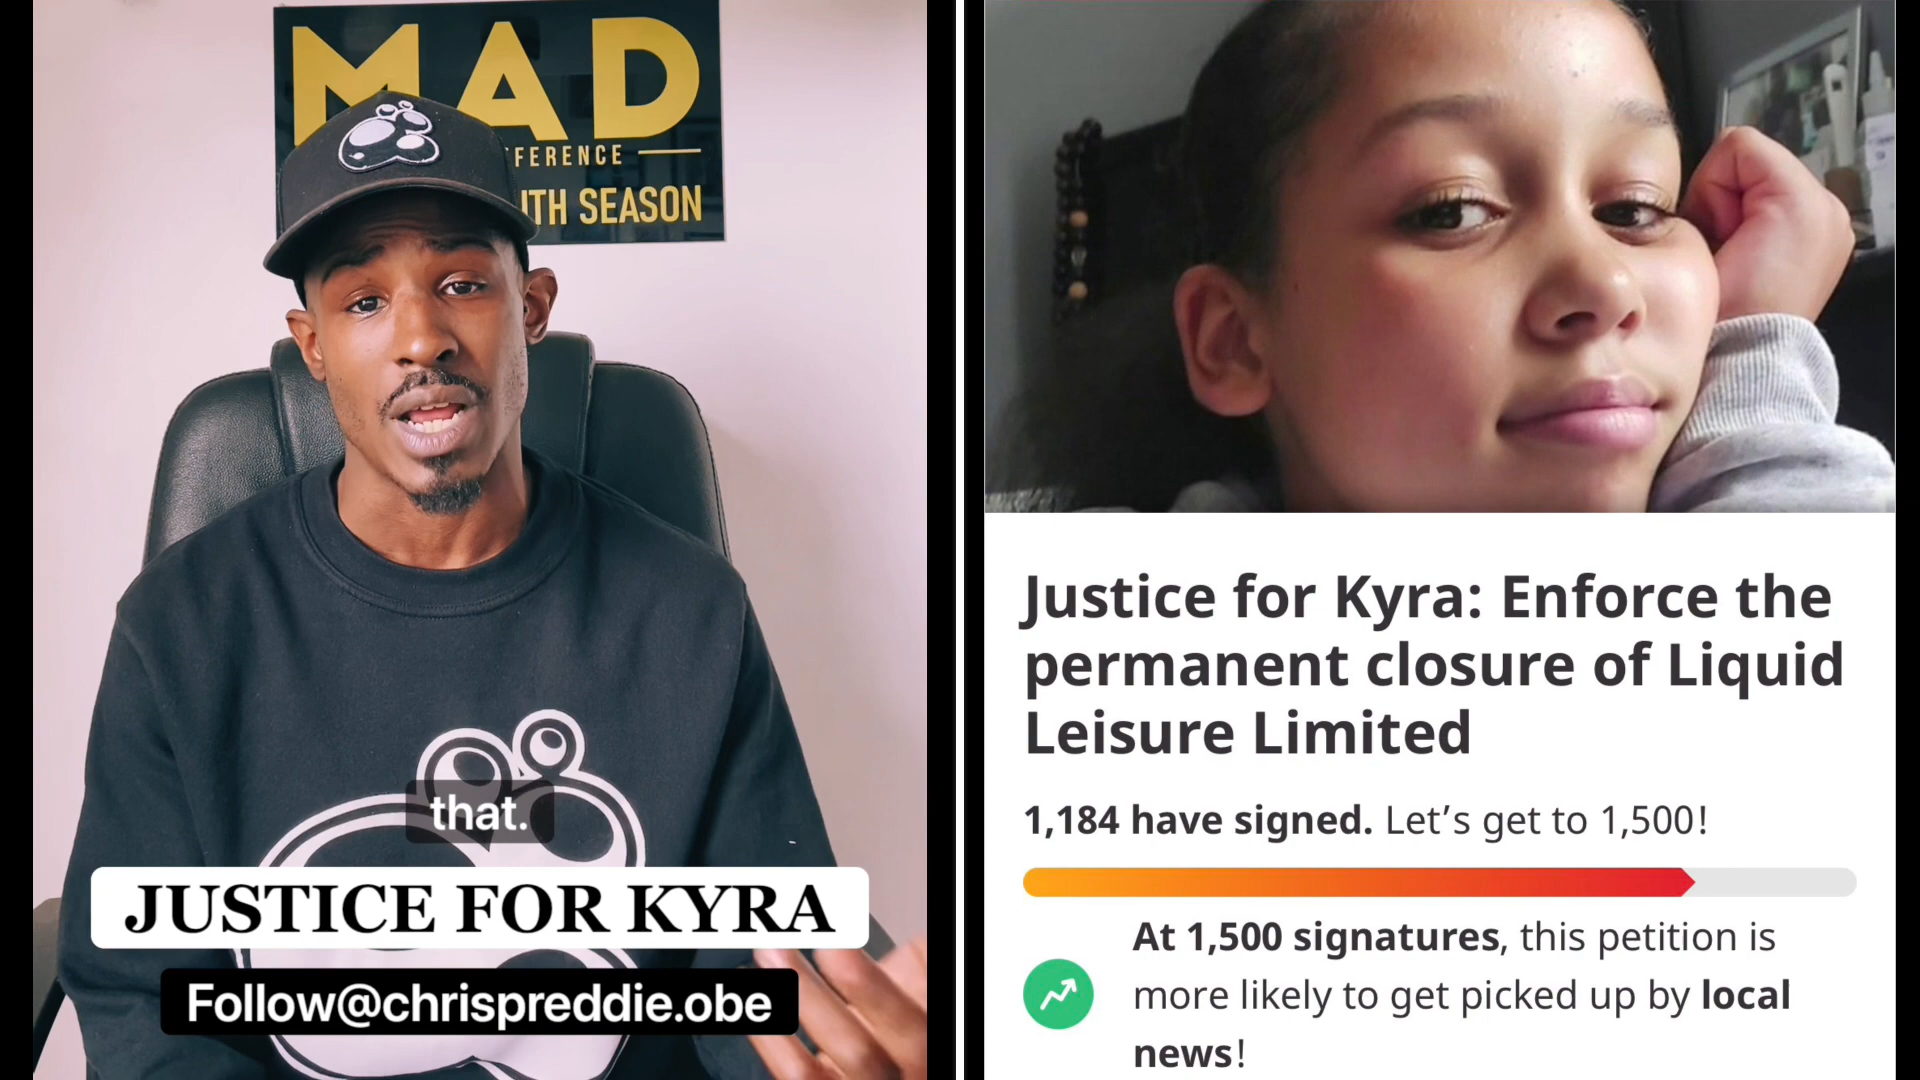 MAD
FERENCE
ITH SEASON
that.
JUSTICE FOR KYRA
Follow@chrispreddie.obe
Justice for Kyra: Enforce the
permanent closure of Liquid
Leisure Limited
1,184 have signed. Let’s get to 1,500!
At 1,500 signatures, this petition is
more likely to get picked up by local
news!